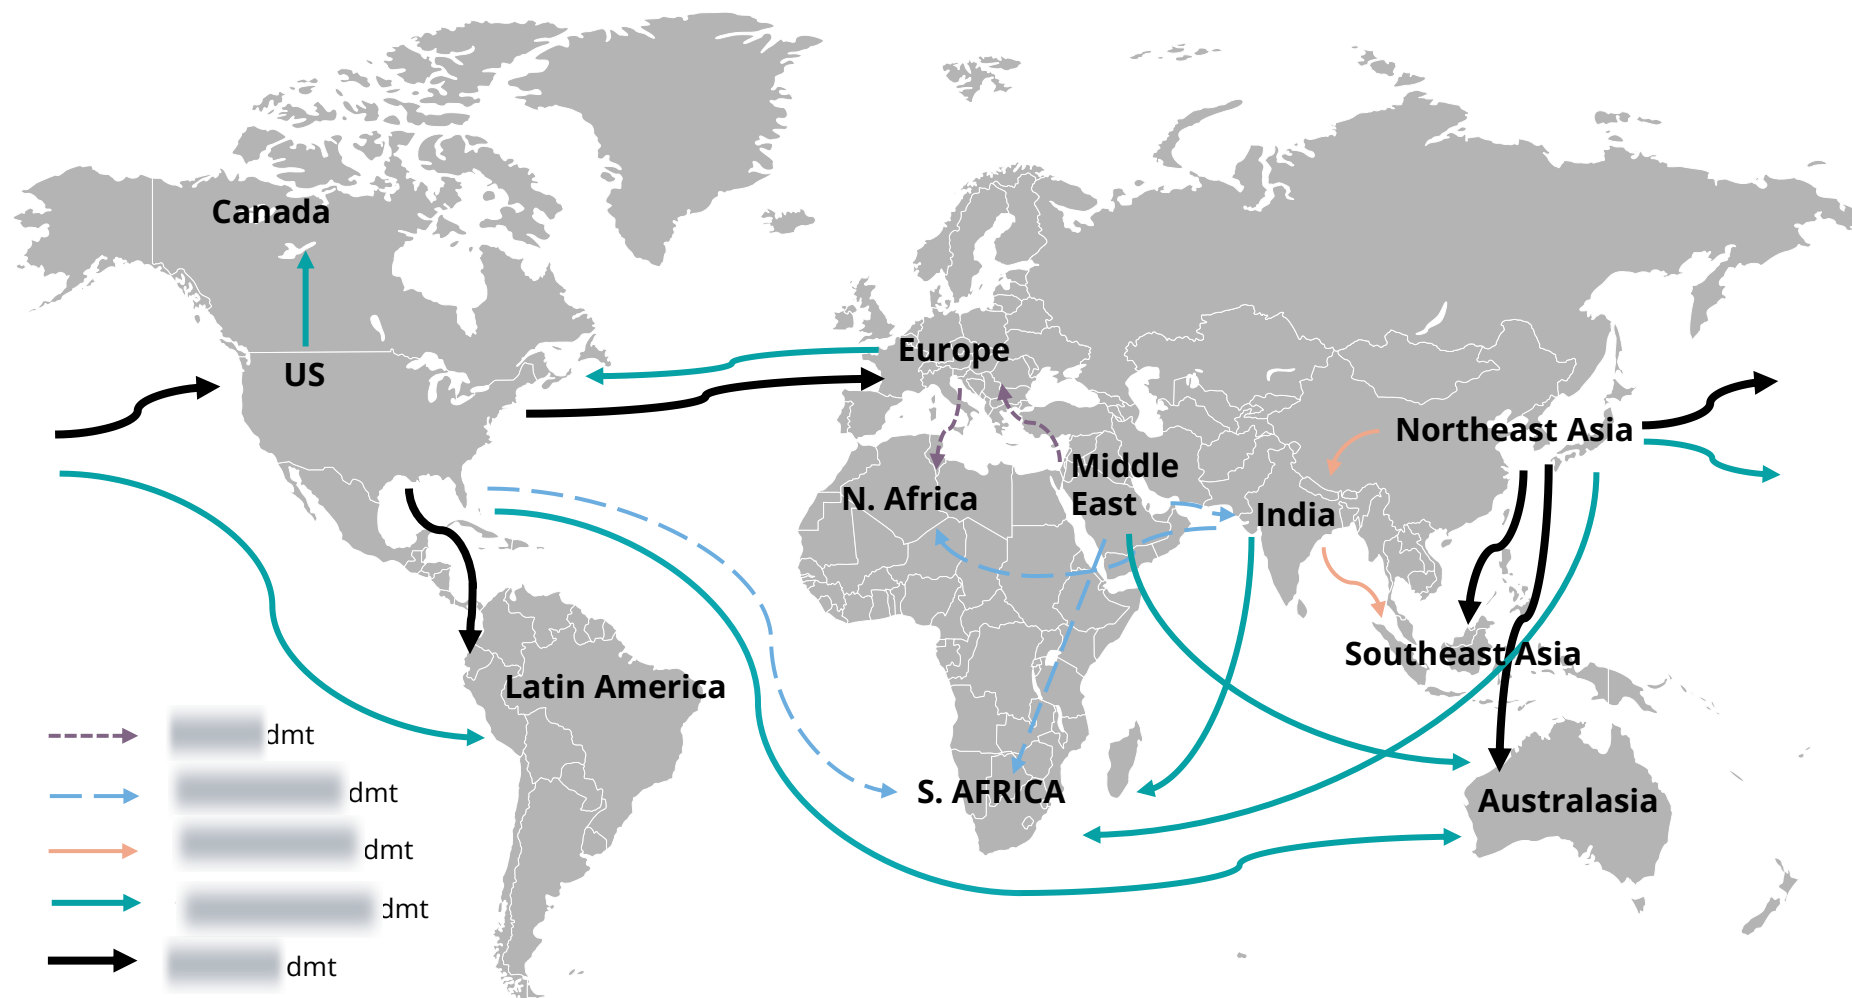 Canada
US
Europe
Northeast Asia
Middle
East
N. Africa
India
Southeast Asia
Latin America
S. AFRICA
Australasia
dmt
dmt
dmt
dmt
dmt